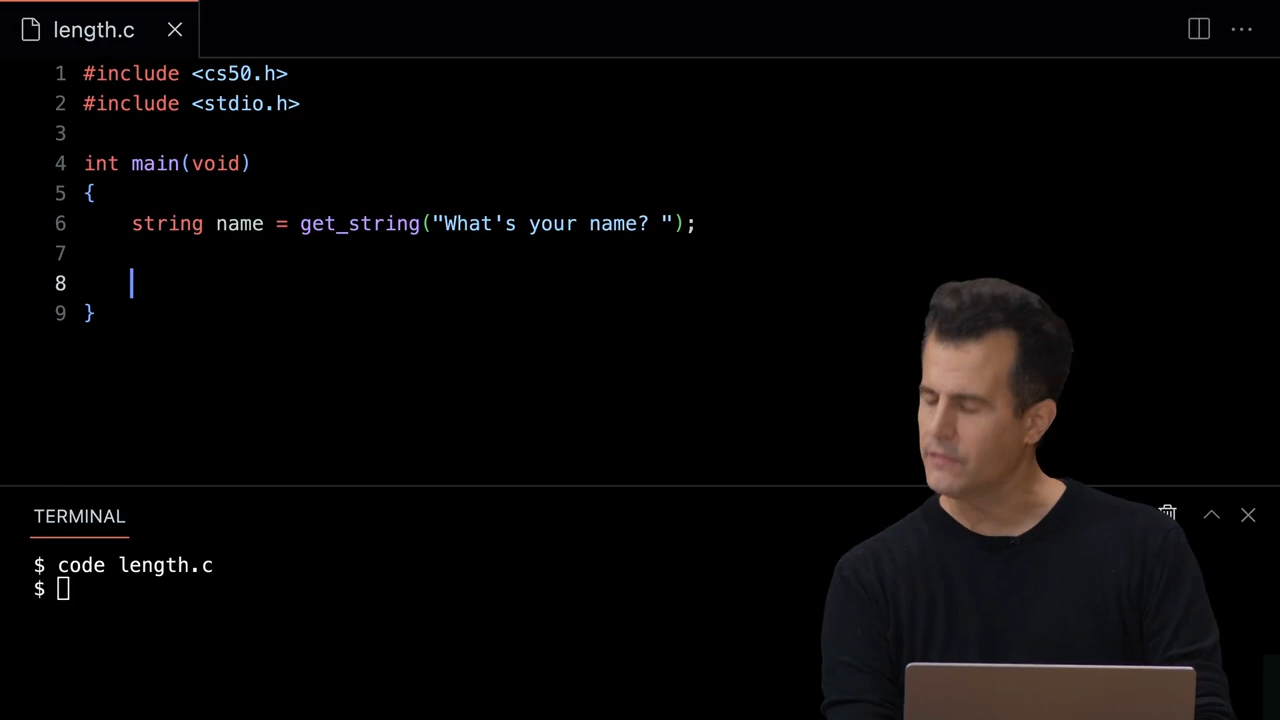 length.c
1 #include <cs50.h>
2 #include <stdio.h>
3
4 int main(void)
5 {
6     string name = get_string("What's your name? ");
7
8
9 }
TERMINAL
$ code length.c
$